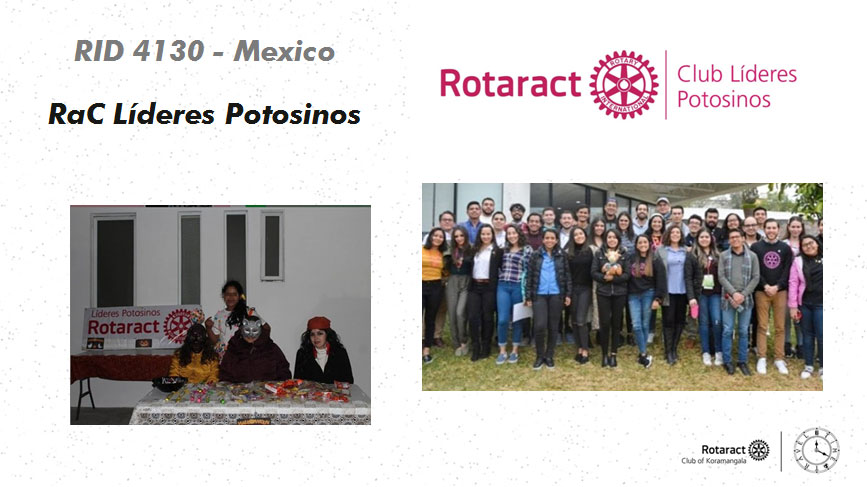 RID 4130 - Mexico
RaC Líderes Potosinos
Rotaract
ROTARY
INTERNATIONAL
Club Líderes
Potosinos
Líderes Potosinos
Rotaract
Rotaract
Club of Koramangala